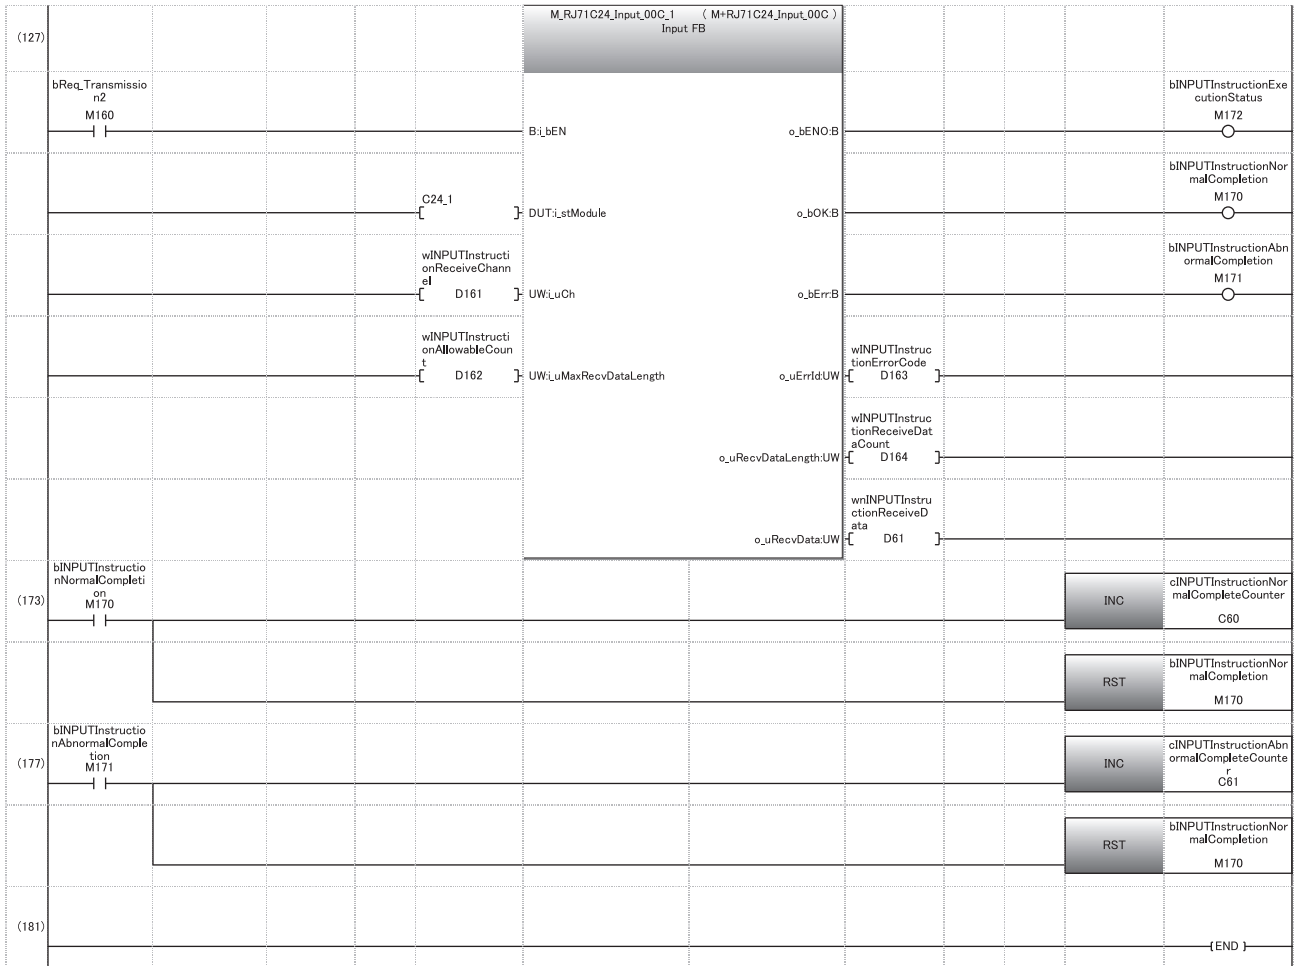 (127)
M_RJ71C24_Input_00C_1 ( M+RJ71C24_Input_00C )
Input FB
bReq_Transmissio
n2
M160
B:i_bEN
o_bENO:B
bINPUTInstructionExe
cutionStatus
M172
C24_1
DUT:i_stModule
o_bOK:B
bINPUTInstructionNor
malCompletion
M170
wINPUTInstructi
onReceiveChann
el
D161
UW:i_uCh
o_bErr:B
bINPUTInstructionAbn
ormalCompletion
M171
wINPUTInstructi
onAllowableCoun
t
D162
UW:i_uMaxRecvDataLength
o_uErrId:UW
wINPUTInstruc
tionErrorCode
D163
o_uRecvDataLength:UW
wINPUTInstruc
tionReceiveDat
aCount
D164
o_uRecvData:UW
wnINPUTInstru
ctionReceiveD
ata
D61
(173)
bINPUTInstructio
nNormalCompleti
on
M170
INC
cINPUTInstructionNor
malCompleteCounter
C60
RST
bINPUTInstructionNor
malCompletion
M170
(177)
bINPUTInstructio
nAbnormalComple
tion
M171
INC
cINPUTInstructionAbn
ormalCompleteCounte
r
C61
RST
bINPUTInstructionNor
malCompletion
M170
(181)
END